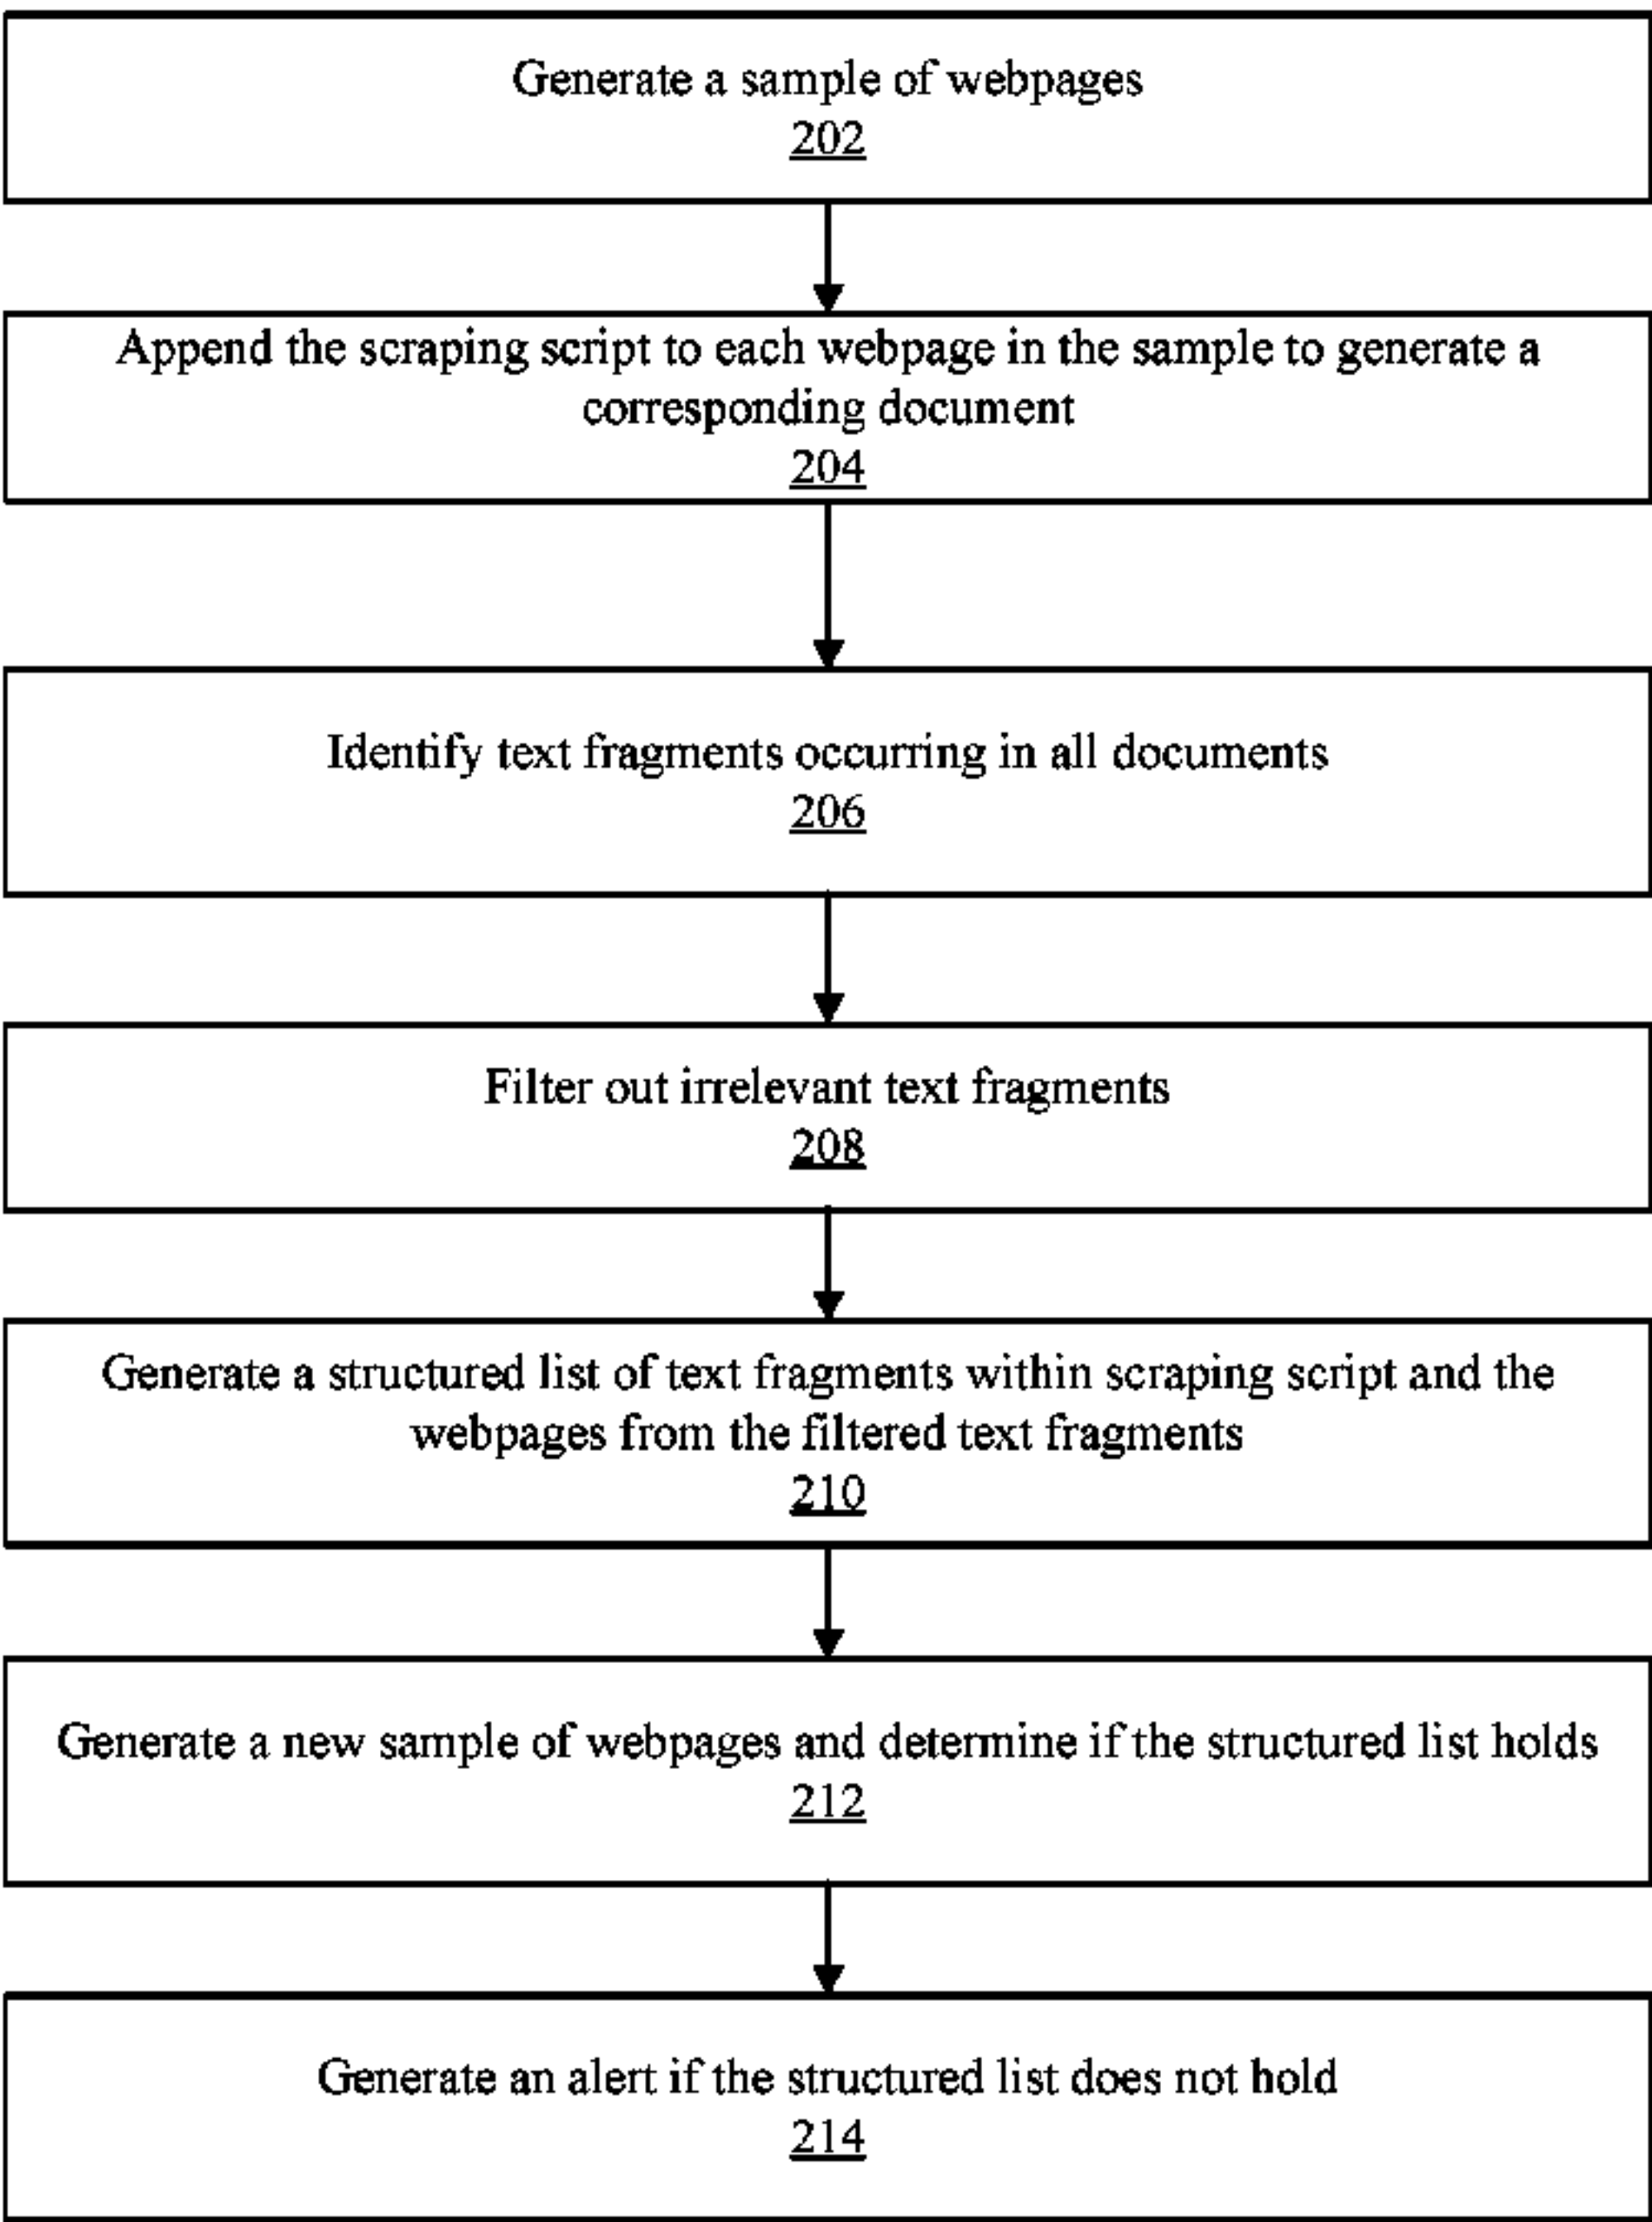 Generate a sample of webpages
202
Append the scraping script to each webpage in the sample to generate a
corresponding document
204
Identify text fragments occurring in all documents
206
Filter out irrelevant text fragments
208
Generate a structured list of text fragments within scraping script and the
webpages from the filtered text fragments
210
Generate a new sample of webpages and determine if the structured list holds
212
Generate an alert if the structured list does not hold
214